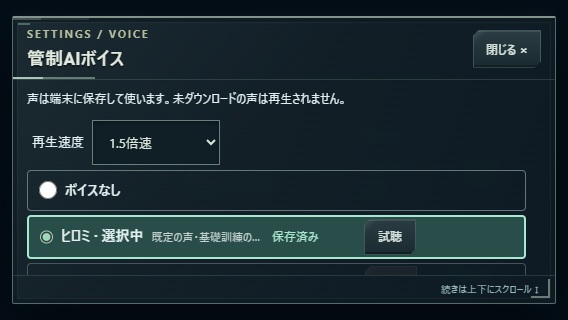 SETTINGS / VOICE
管制AIボイス
閉じる ×
声は端末に保存して使います。未ダウンロードの声は再生されません。
再生速度 1.5倍速
ボイスなし
ヒロミ・選択中 既定の声・基礎訓練の... 保存済み 試聴
続きは上下にスクロール ↕